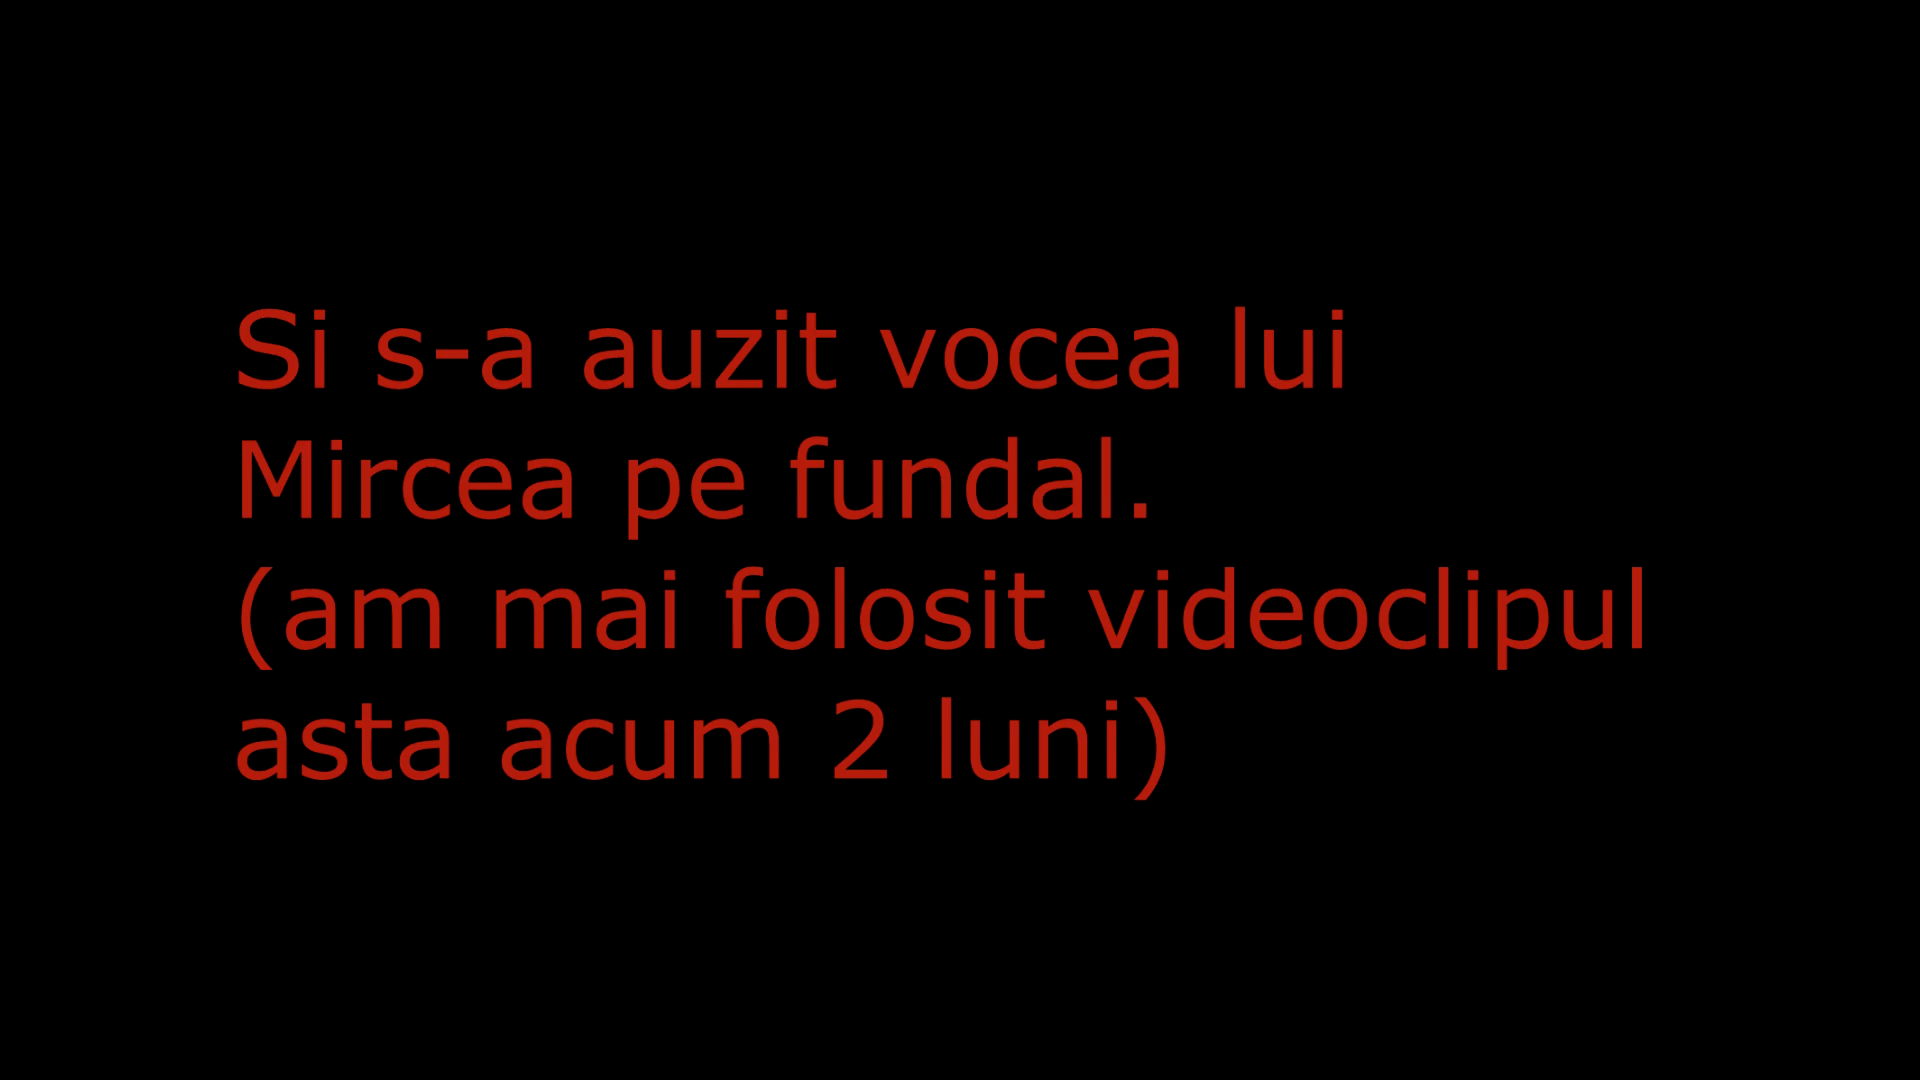 Si s-a auzit vocea lui
Mircea pe fundal.
(am mai folosit videoclipul
asta acum 2 luni)